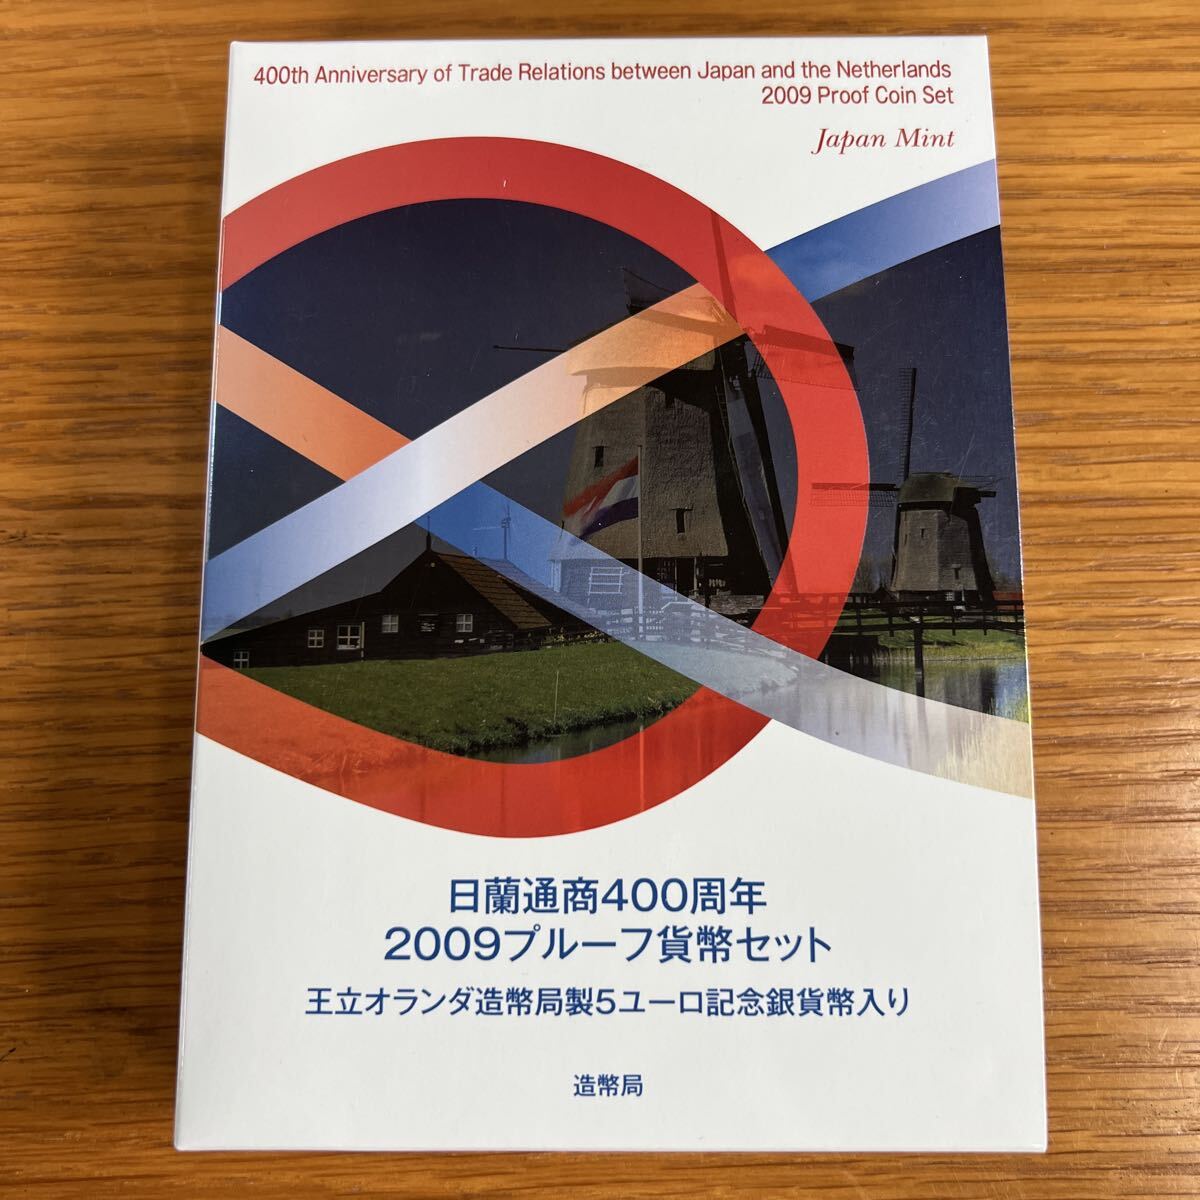 400th Anniversary of Trade Relations between Japan and the Netherlands
2009 Proof Coin Set
Japan Mint
日蘭通商400周年
2009プルーフ貨幣セット
王立オランダ造幣局製5ユーロ記念銀貨幣入り
造幣局